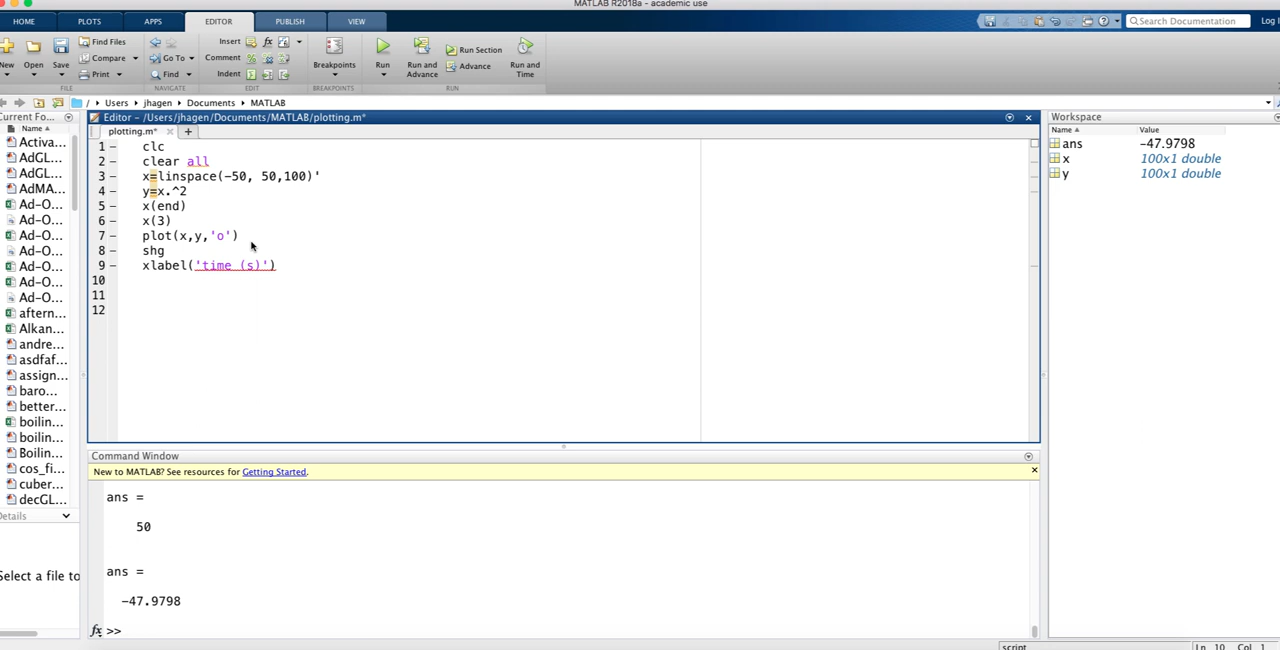 MATLAB R2018a - academic use
HOME PLOTS APPS EDITOR PUBLISH VIEW
Search Documentation Log
New Open Save Find Files Compare Print
Go To Find
Insert fx Comment Indent
Breakpoints
Run Run and Advance Run Section Advance Run and Time
FILE NAVIGATE EDIT BREAKPOINTS RUN
/ Users jhagen Documents MATLAB
Current Fo...
Name
Activa...
AdGL...
AdGL...
AdMA...
Ad-O...
Ad-O...
Ad-O...
Ad-O...
Ad-O...
Ad-O...
Ad-O...
aftern...
Alkan...
andre...
asdfaf...
assign...
baro...
better...
boilin...
boilin...
Boilin...
cos_fi...
cuber...
decGL...
Details
Select a file to
Editor - /Users/jhagen/Documents/MATLAB/plotting.m*
plotting.m* × +
1 - clc
2 - clear all
3 - x=linspace(-50, 50,100)'
4 - y=x.^2
5 - x(end)
6 - x(3)
7 - plot(x,y,'o')
8 - shg
9 - xlabel('time (s)')
10
11
12
Command Window
New to MATLAB? See resources for Getting Started.
ans =
50
ans =
-47.9798
fx >>
Workspace
Name Value
ans -47.9798
x 100x1 double
y 100x1 double
script Ln 10 Col 1